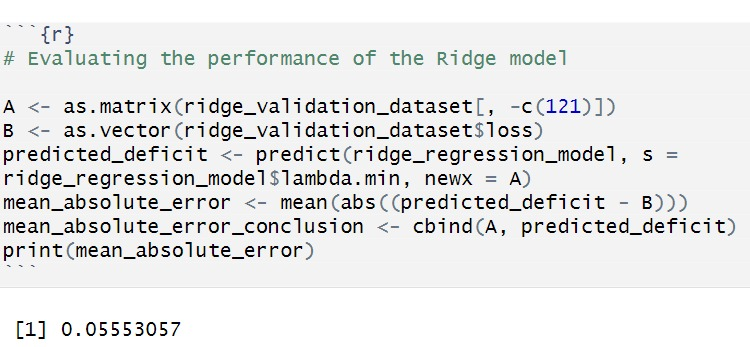 ```{r}
# Evaluating the performance of the Ridge model
A <- as.matrix(ridge_validation_dataset[, -c(121)])
B <- as.vector(ridge_validation_dataset$loss)
predicted_deficit <- predict(ridge_regression_model, s =
ridge_regression_model$lambda.min, newx = A)
mean_absolute_error <- mean(abs((predicted_deficit - B)))
mean_absolute_error_conclusion <- cbind(A, predicted_deficit)
print(mean_absolute_error)
```
[1] 0.05553057